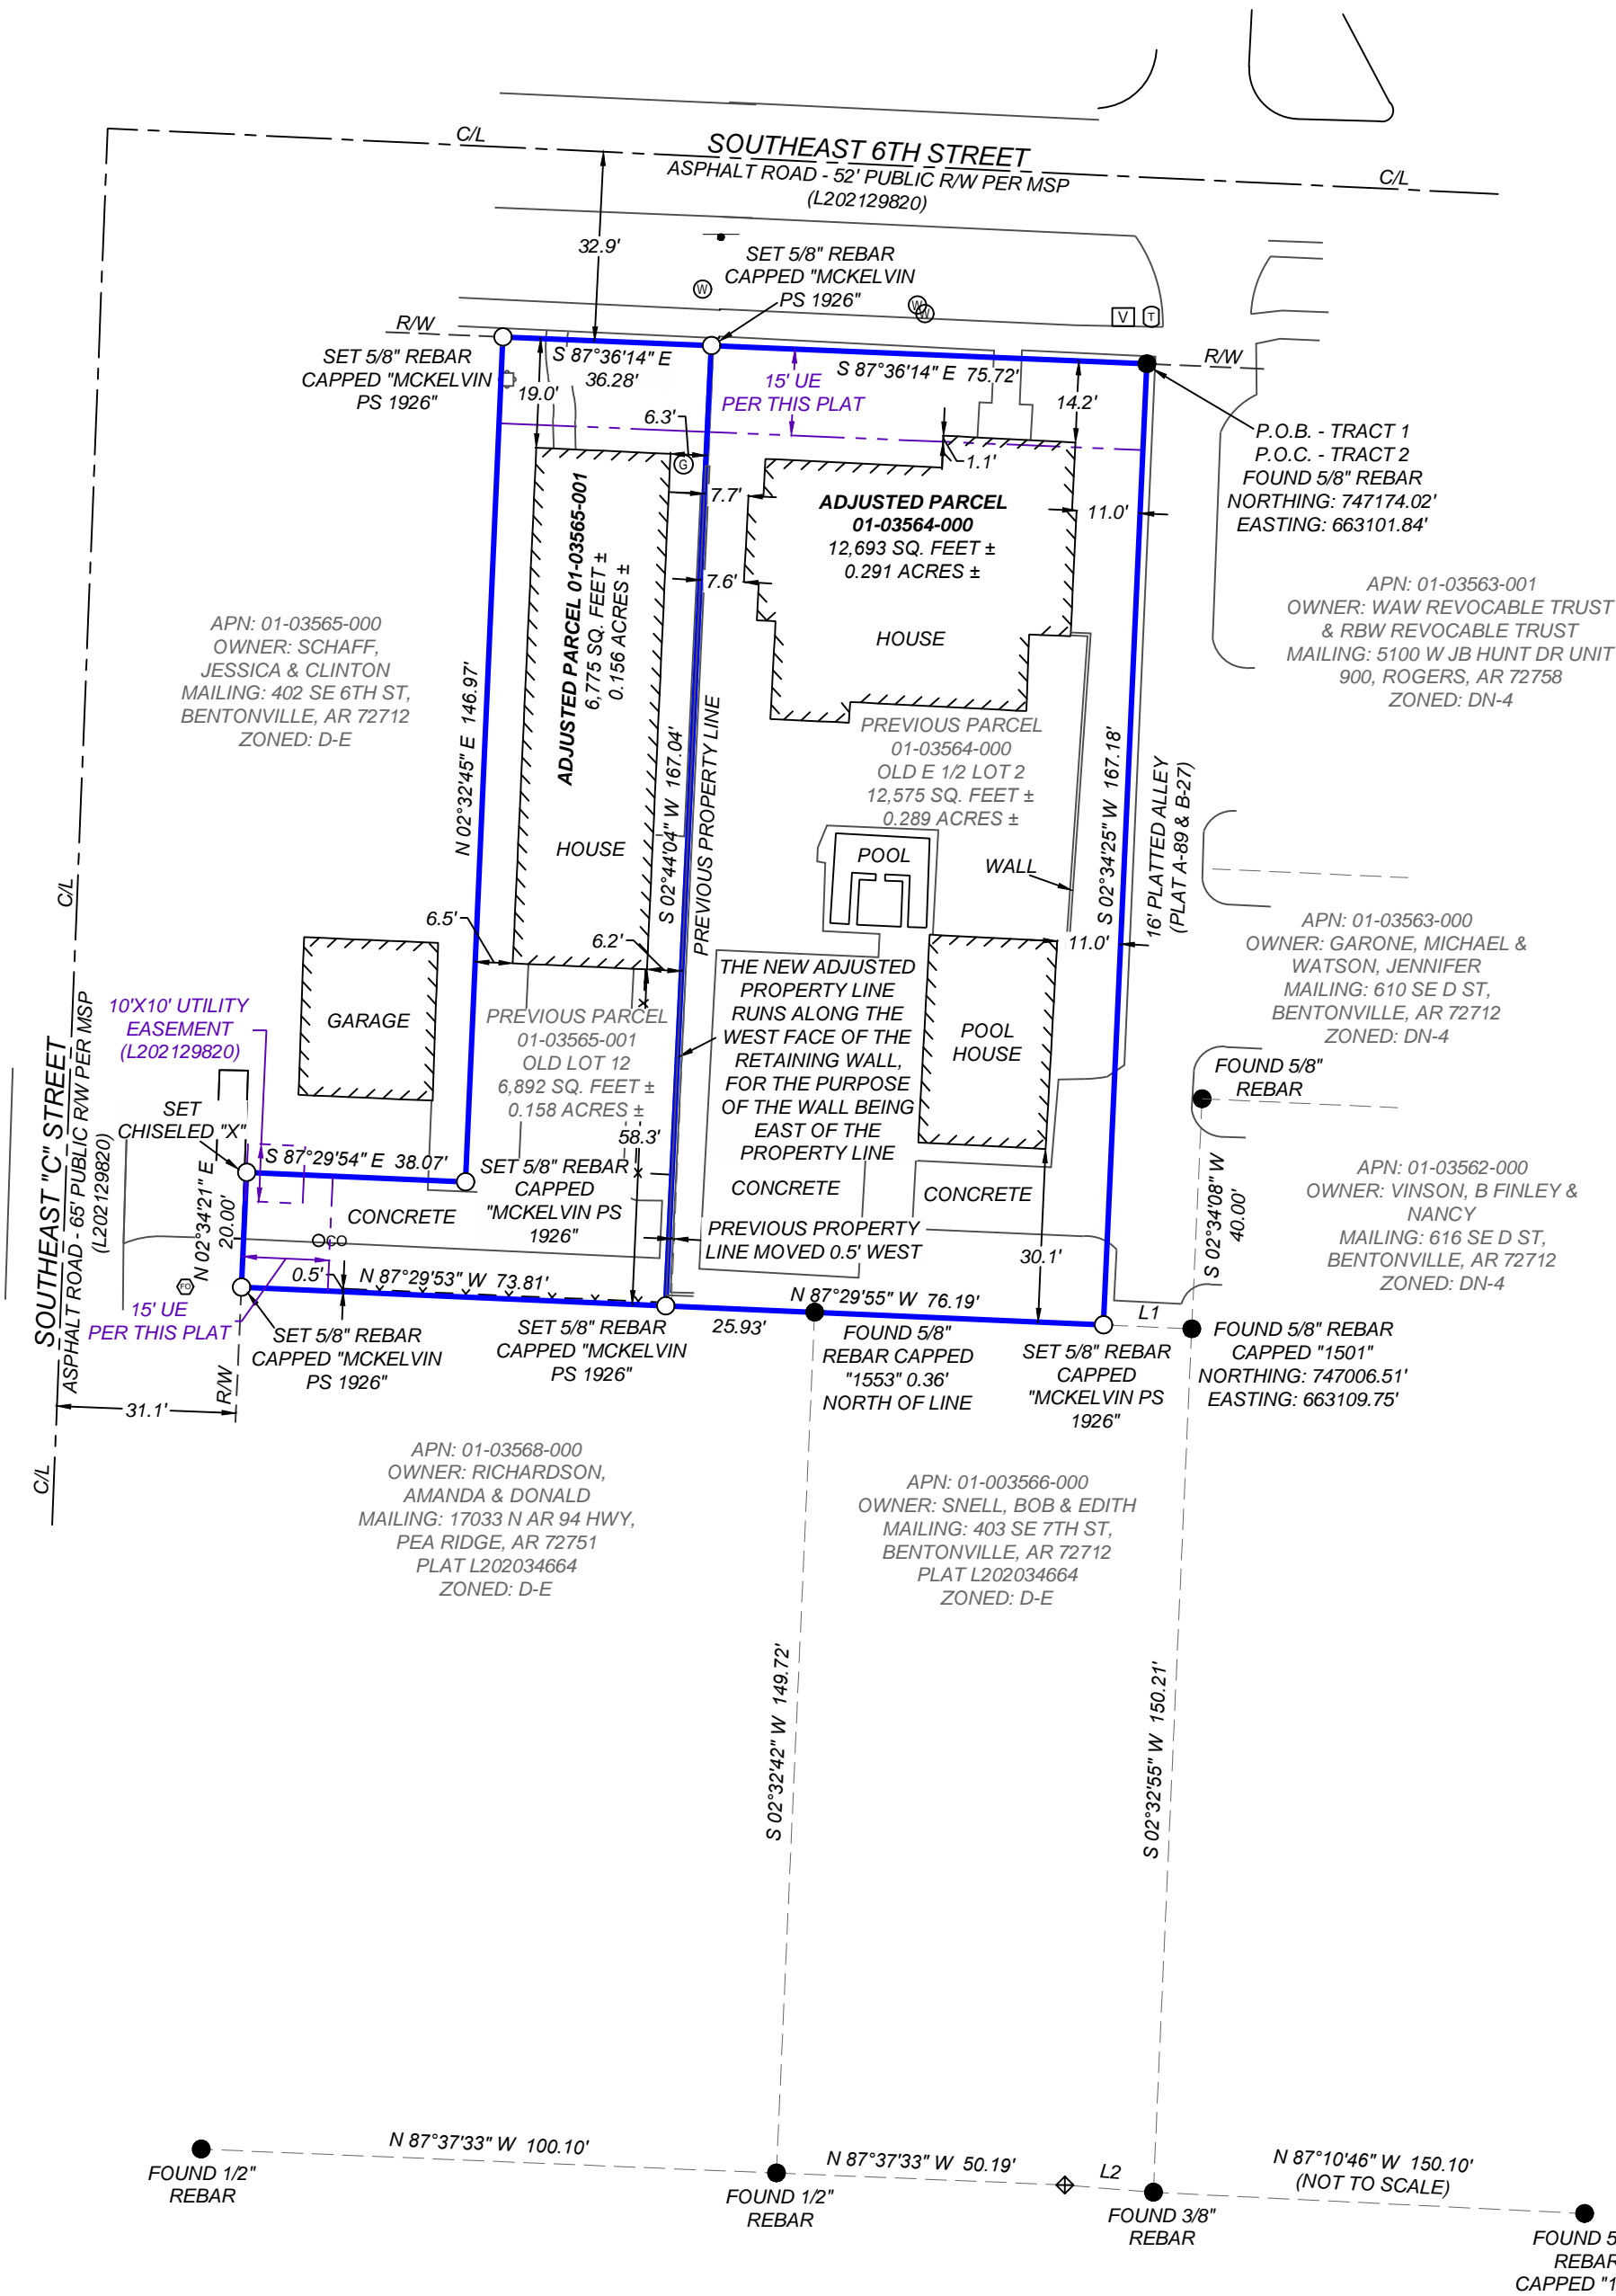 C/L
SOUTHEAST 6TH STREET
ASPHALT ROAD - 52' PUBLIC R/W PER MSP
(L202129820)
C/L
32.9'
SET 5/8" REBAR
CAPPED "MCKELVIN
PS 1926"
W
W
W
V
T
R/W
R/W
SET 5/8" REBAR
CAPPED "MCKELVIN
PS 1926"
S 87°36'14" E
36.28'
S 87°36'14" E 75.72'
15' UE
PER THIS PLAT
19.0'
14.2'
6.3'
G
1.1'
7.7'
11.0'
7.6'
P.O.B. - TRACT 1
P.O.C. - TRACT 2
FOUND 5/8" REBAR
NORTHING: 747174.02'
EASTING: 663101.84'
ADJUSTED PARCEL
01-03564-000
12,693 SQ. FEET ±
0.291 ACRES ±
HOUSE
ADJUSTED PARCEL 01-03565-001
6,775 SQ. FEET ±
0.156 ACRES ±
HOUSE
APN: 01-03565-000
OWNER: SCHAFF,
JESSICA & CLINTON
MAILING: 402 SE 6TH ST,
BENTONVILLE, AR 72712
ZONED: D-E
APN: 01-03563-001
OWNER: WAW REVOCABLE TRUST
& RBW REVOCABLE TRUST
MAILING: 5100 W JB HUNT DR UNIT
900, ROGERS, AR 72758
ZONED: DN-4
N 02°32'45" E 146.97'
S 02°44'04" W 167.04'
PREVIOUS PROPERTY LINE
PREVIOUS PARCEL
01-03564-000
OLD E 1/2 LOT 2
12,575 SQ. FEET ±
0.289 ACRES ±
S 02°34'25" W 167.18'
16' PLATTED ALLEY
(PLAT A-89 & B-27)
POOL
WALL
C/L
6.5'
6.2'
11.0'
APN: 01-03563-000
OWNER: GARONE, MICHAEL &
WATSON, JENNIFER
MAILING: 610 SE D ST,
BENTONVILLE, AR 72712
ZONED: DN-4
THE NEW ADJUSTED
PROPERTY LINE
RUNS ALONG THE
WEST FACE OF THE
RETAINING WALL,
FOR THE PURPOSE
OF THE WALL BEING
EAST OF THE
PROPERTY LINE
GARAGE
POOL
HOUSE
10'X10' UTILITY
EASEMENT
(L202129820)
PREVIOUS PARCEL
01-03565-001
OLD LOT 12
6,892 SQ. FEET ±
0.158 ACRES ±
SOUTHEAST "C" STREET
ASPHALT ROAD - 65' PUBLIC R/W PER MSP
(L202129820)
FOUND 5/8"
REBAR
SET
CHISELED "X"
58.3'
S 87°29'54" E 38.07'
SET 5/8" REBAR
CAPPED
"MCKELVIN PS
1926"
CONCRETE
CONCRETE
CONCRETE
S 02°34'08" W
40.00'
APN: 01-03562-000
OWNER: VINSON, B FINLEY &
NANCY
MAILING: 616 SE D ST,
BENTONVILLE, AR 72712
ZONED: DN-4
N 02°34'21" E
20.00'
CO
FO
PREVIOUS PROPERTY
LINE MOVED 0.5' WEST
30.1'
0.5'
N 87°29'53" W 73.81'
N 87°29'55" W 76.19'
L1
15' UE
PER THIS PLAT
SET 5/8" REBAR
CAPPED "MCKELVIN
PS 1926"
SET 5/8" REBAR
CAPPED "MCKELVIN
PS 1926"
25.93'
FOUND 5/8"
REBAR CAPPED
"1553" 0.36'
NORTH OF LINE
SET 5/8" REBAR
CAPPED
"MCKELVIN PS
1926"
FOUND 5/8" REBAR
CAPPED "1501"
NORTHING: 747006.51'
EASTING: 663109.75'
R/W
31.1'
C/L
APN: 01-03568-000
OWNER: RICHARDSON,
AMANDA & DONALD
MAILING: 17033 N AR 94 HWY,
PEA RIDGE, AR 72751
PLAT L202034664
ZONED: D-E
APN: 01-003566-000
OWNER: SNELL, BOB & EDITH
MAILING: 403 SE 7TH ST,
BENTONVILLE, AR 72712
PLAT L202034664
ZONED: D-E
S 02°32'42" W 149.72'
S 02°32'55" W 150.21'
N 87°37'33" W 100.10'
N 87°37'33" W 50.19'
L2
N 87°10'46" W 150.10'
(NOT TO SCALE)
FOUND 1/2"
REBAR
FOUND 1/2"
REBAR
FOUND 3/8"
REBAR
FOUND 5
REBAR
CAPPED "1